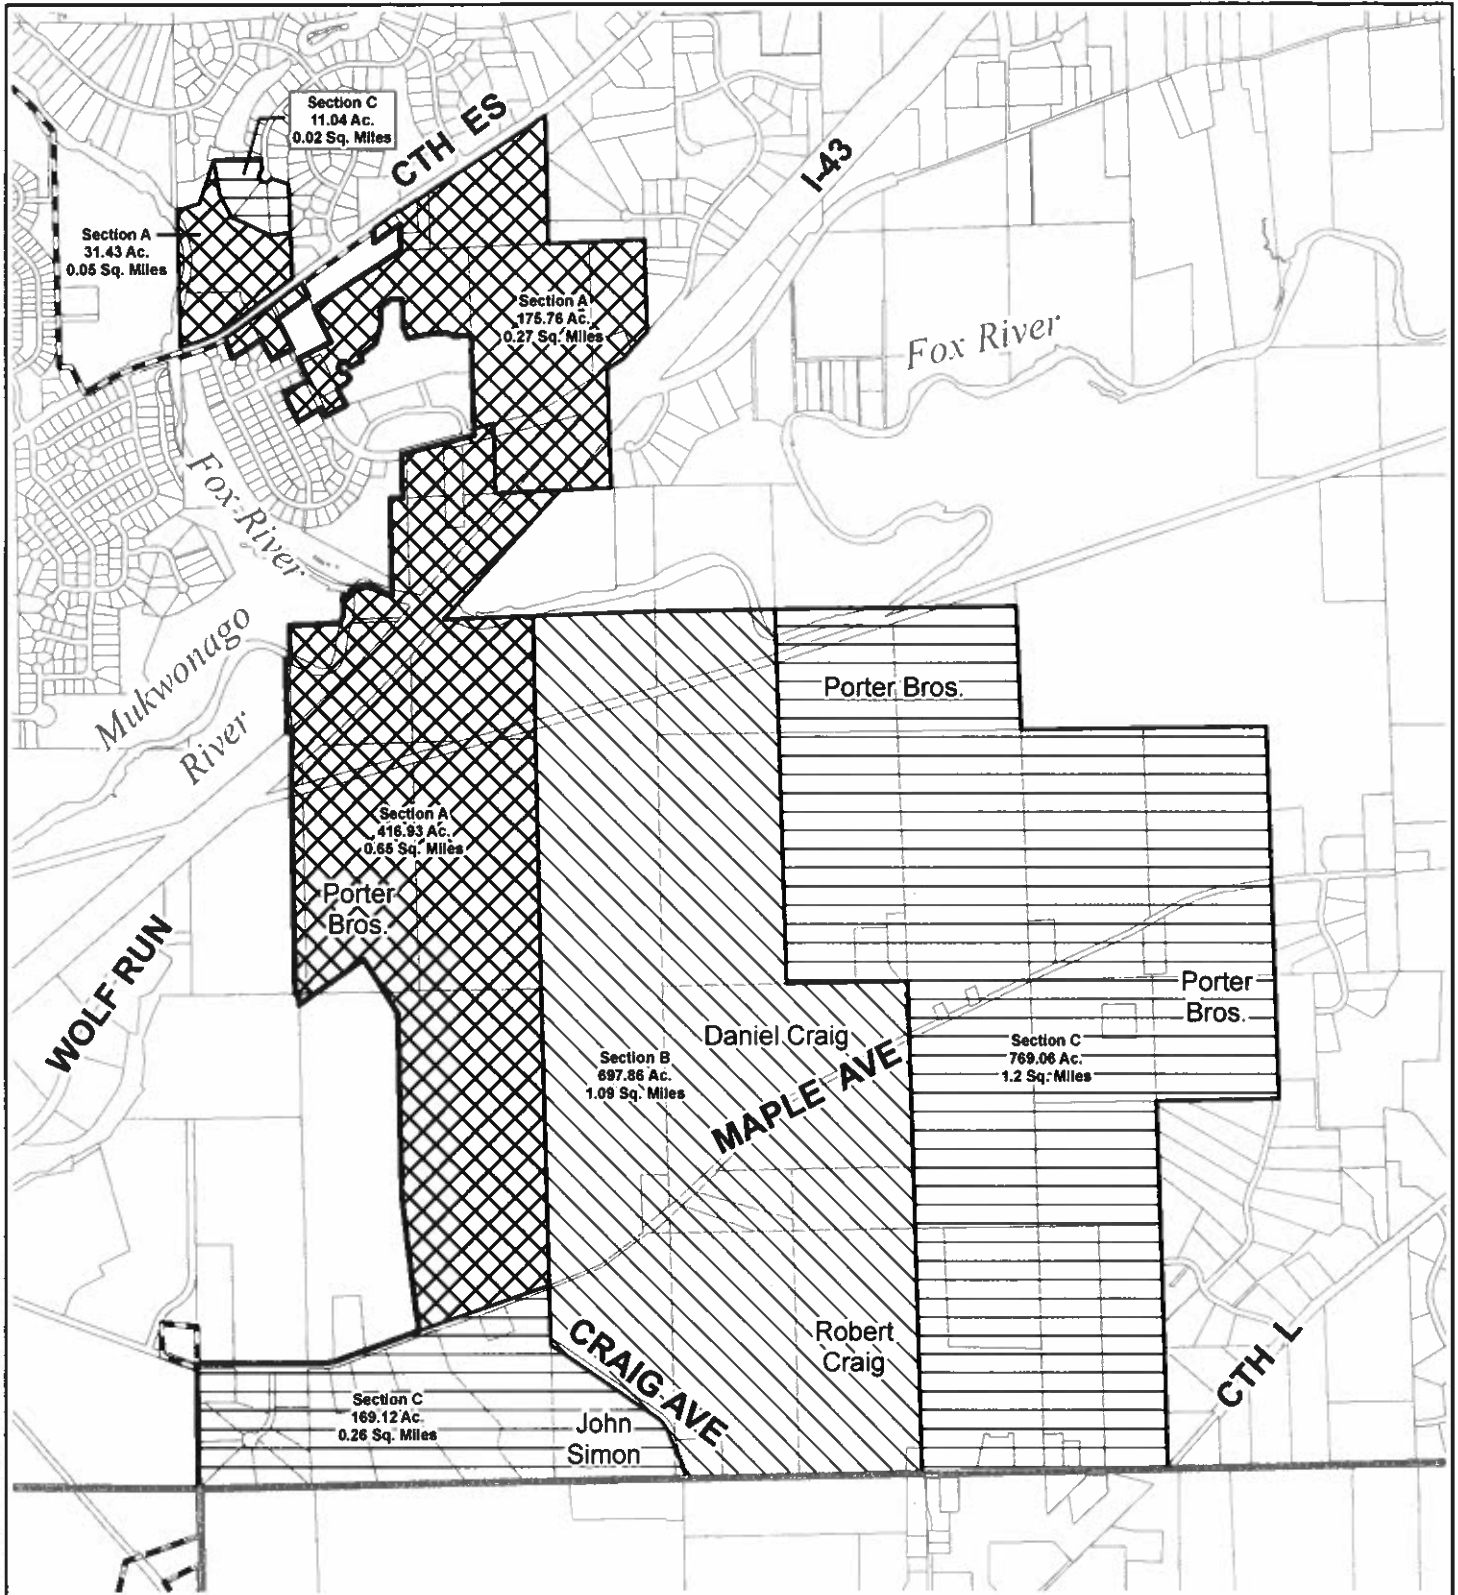 Section C
11.04 Ac.
0.02 Sq. Miles
CTH ES
I-43
Section A
31.43 Ac.
0.05 Sq. Miles
Section A
175.76 Ac.
0.27 Sq. Miles
Fox River
Fox River
Mukwonago
River
Porter Bros.
Section A
416.93 Ac.
0.65 Sq. Miles
Porter
Bros.
WOLF RUN
Porter
Bros.
Daniel Craig
Section B
697.86 Ac.
1.09 Sq. Miles
MAPLE AVE
Section C
769.06 Ac.
1.2 Sq. Miles
Robert
Craig
CRAIG AVE
CTH L
Section C
169.12 Ac.
0.26 Sq. Miles
John
Simon